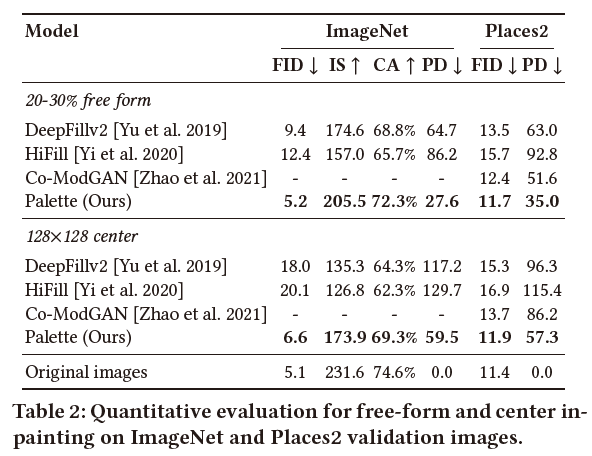 Model ImageNet Places2
FID ↓ IS ↑ CA ↑ PD ↓ FID ↓ PD ↓
20-30% free form
DeepFillv2 [Yu et al. 2019] 9.4 174.6 68.8% 64.7 13.5 63.0
HiFill [Yi et al. 2020] 12.4 157.0 65.7% 86.2 15.7 92.8
Co-ModGAN [Zhao et al. 2021] - - - - 12.4 51.6
Palette (Ours) 5.2 205.5 72.3% 27.6 11.7 35.0
128×128 center
DeepFillv2 [Yu et al. 2019] 18.0 135.3 64.3% 117.2 15.3 96.3
HiFill [Yi et al. 2020] 20.1 126.8 62.3% 129.7 16.9 115.4
Co-ModGAN [Zhao et al. 2021] - - - - 13.7 86.2
Palette (Ours) 6.6 173.9 69.3% 59.5 11.9 57.3
Original images 5.1 231.6 74.6% 0.0 11.4 0.0
Table 2: Quantitative evaluation for free-form and center in-
painting on ImageNet and Places2 validation images.